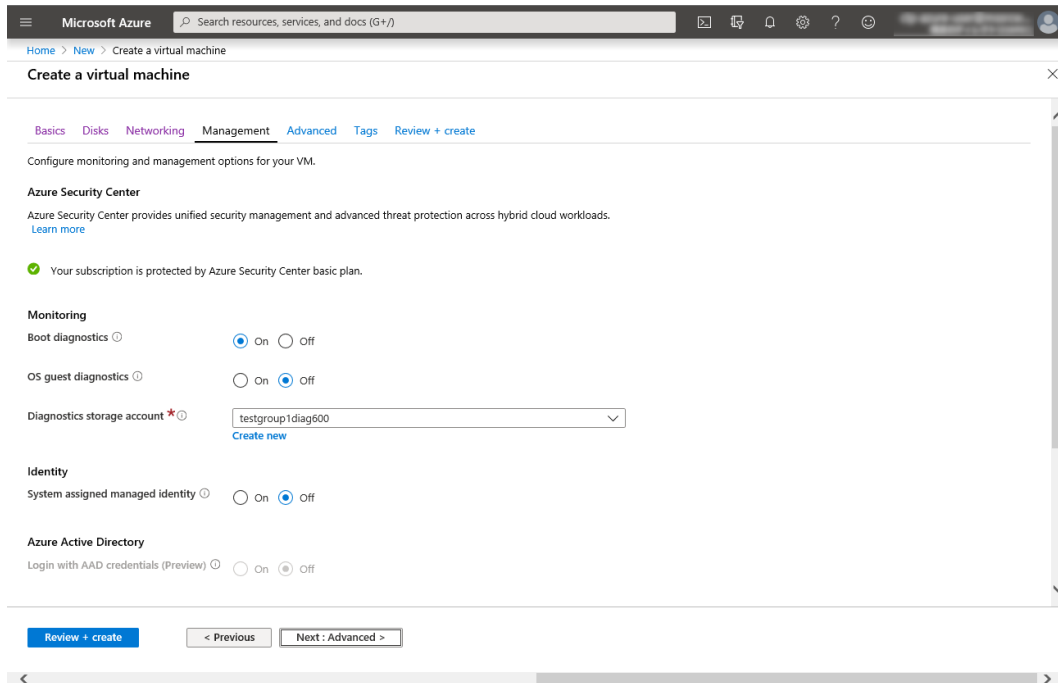 Microsoft Azure Search resources, services, and docs (G+/)
Home > New > Create a virtual machine
Create a virtual machine
Basics Disks Networking Management Advanced Tags Review + create
Configure monitoring and management options for your VM.
Azure Security Center
Azure Security Center provides unified security management and advanced threat protection across hybrid cloud workloads.
Learn more
Your subscription is protected by Azure Security Center basic plan.
Monitoring
Boot diagnostics On Off
OS guest diagnostics On Off
Diagnostics storage account * testgroup1diag600
Create new
Identity
System assigned managed identity On Off
Azure Active Directory
Login with AAD credentials (Preview) On Off
Review + create < Previous Next : Advanced >